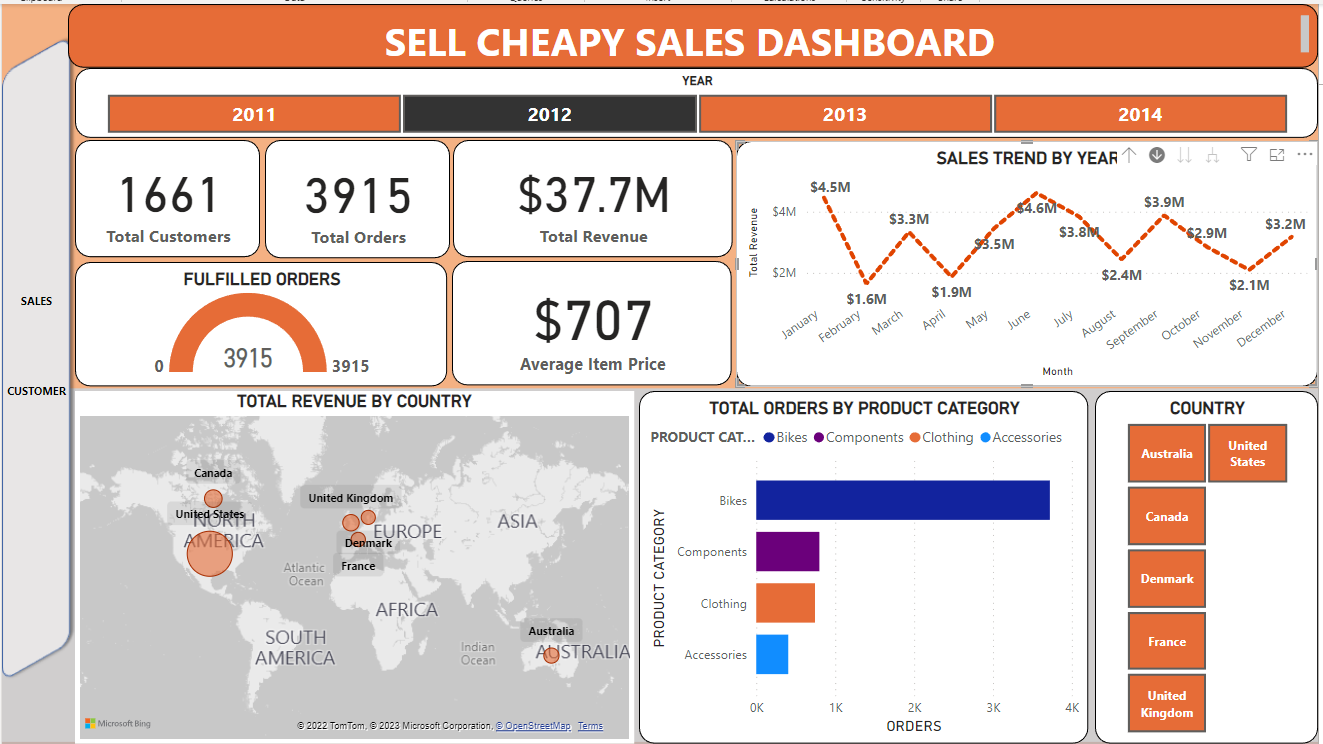 SELL CHEAPY SALES DASHBOARD
YEAR
2011
2012
2013
2014
SALES
CUSTOMER
1661
Total Customers
3915
Total Orders
$37.7M
Total Revenue
FULFILLED ORDERS
0
3915
3915
$707
Average Item Price
SALES TREND BY YEAR
Total Revenue
$4M
$2M
$4.5M
$1.6M
$3.3M
$1.9M
$3.5M
$4.6M
$3.8M
$2.4M
$3.9M
$2.9M
$2.1M
$3.2M
January
February
March
April
May
June
July
August
September
October
November
December
Month
TOTAL REVENUE BY COUNTRY
Canada
United States
NORTH
AMERICA
United Kingdom
EUROPE
Denmark
France
ASIA
Atlantic
Ocean
AFRICA
SOUTH
AMERICA
Indian
Ocean
Australia
AUSTRALIA
Microsoft Bing
© 2022 TomTom, © 2023 Microsoft Corporation, © OpenStreetMap Terms
TOTAL ORDERS BY PRODUCT CATEGORY
PRODUCT CAT... Bikes Components Clothing Accessories
PRODUCT CATEGORY
Bikes
Components
Clothing
Accessories
0K 1K 2K 3K 4K
ORDERS
COUNTRY
Australia
United
States
Canada
Denmark
France
United
Kingdom